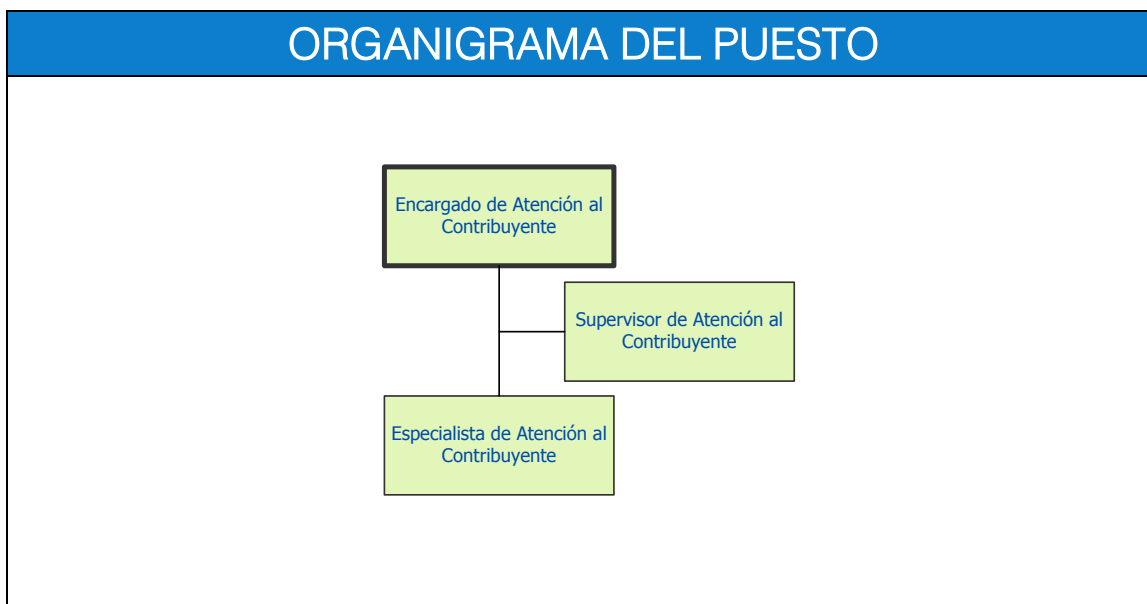 ORGANIGRAMA DEL PUESTO
Encargado de Atención al
Contribuyente
Supervisor de Atención al
Contribuyente
Especialista de Atención al
Contribuyente